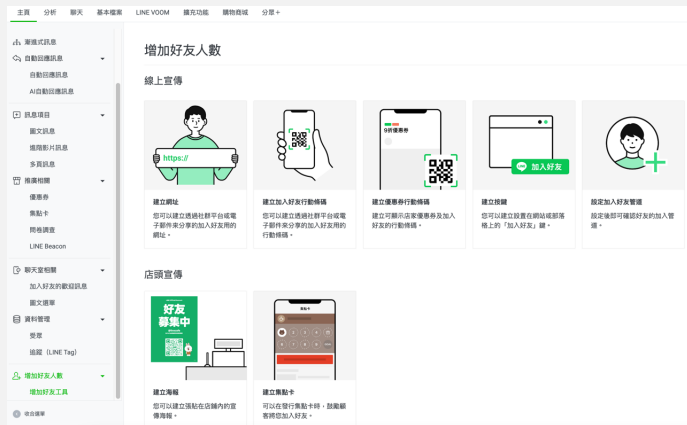 主頁 分析 聊天 基本檔案 LINE VOOM 擴充功能 購物商城 分眾+
漸進式訊息
自動回應訊息
自動回應訊息
AI自動回應訊息
訊息項目
圖文訊息
進階影片訊息
多頁訊息
推廣相關
優惠券
集點卡
問卷調查
LINE Beacon
聊天室相關
加入好友的歡迎訊息
圖文選單
資料管理
受眾
追蹤（LINE Tag）
增加好友人數
增加好友工具
收合選單
增加好友人數
線上宣傳
https://
建立網址
您可以建立透過社群平台或電
子郵件來分享的加入好友用的
網址。
建立加入好友行動條碼
您可以建立透過社群平台或電
子郵件來分享的加入好友用的
行動條碼。
9折優惠券
建立優惠券行動條碼
建立可顯示店家優惠券及加入
好友的行動條碼。
LINE 加入好友
建立按鍵
您可以建立設置在網站或部落
格上的「加入好友」鍵。
設定加入好友管道
設定後即可確認好友的加入管
道。
店頭宣傳
好友
募集中
建立海報
您可以建立張貼在店鋪內的宣
傳海報。
集點卡
建立集點卡
可以在發行集點卡時，鼓勵顧
客將您加入好友。